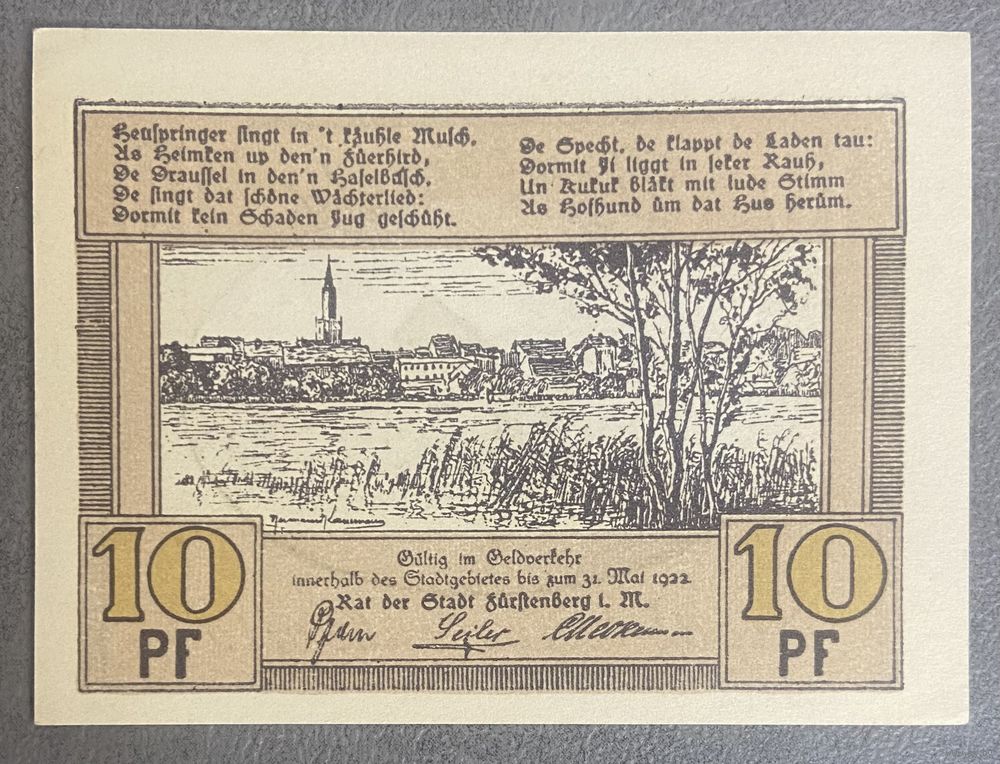 Heuspringer singt in 't käuhle Musch,
As Heimken up den'n Füerhird,
De Draussel in den'n Haselbusch,
De singt dat schöne Wächterlied:
Dormit kein Schaden Jug geschüht.
De Specht, de klappt de Laden tau:
Dormit Ji liggt in seker Rauh,
Un Kukuk bläkt mit lude Stimm
As Hofhund üm dat Hus herüm.
Gültig im Geldverkehr
innerhalb des Stadtgebietes bis zum 31. Mai 1922
Rat der Stadt Fürstenberg i. M.
Seiler
10
PF
10
PF